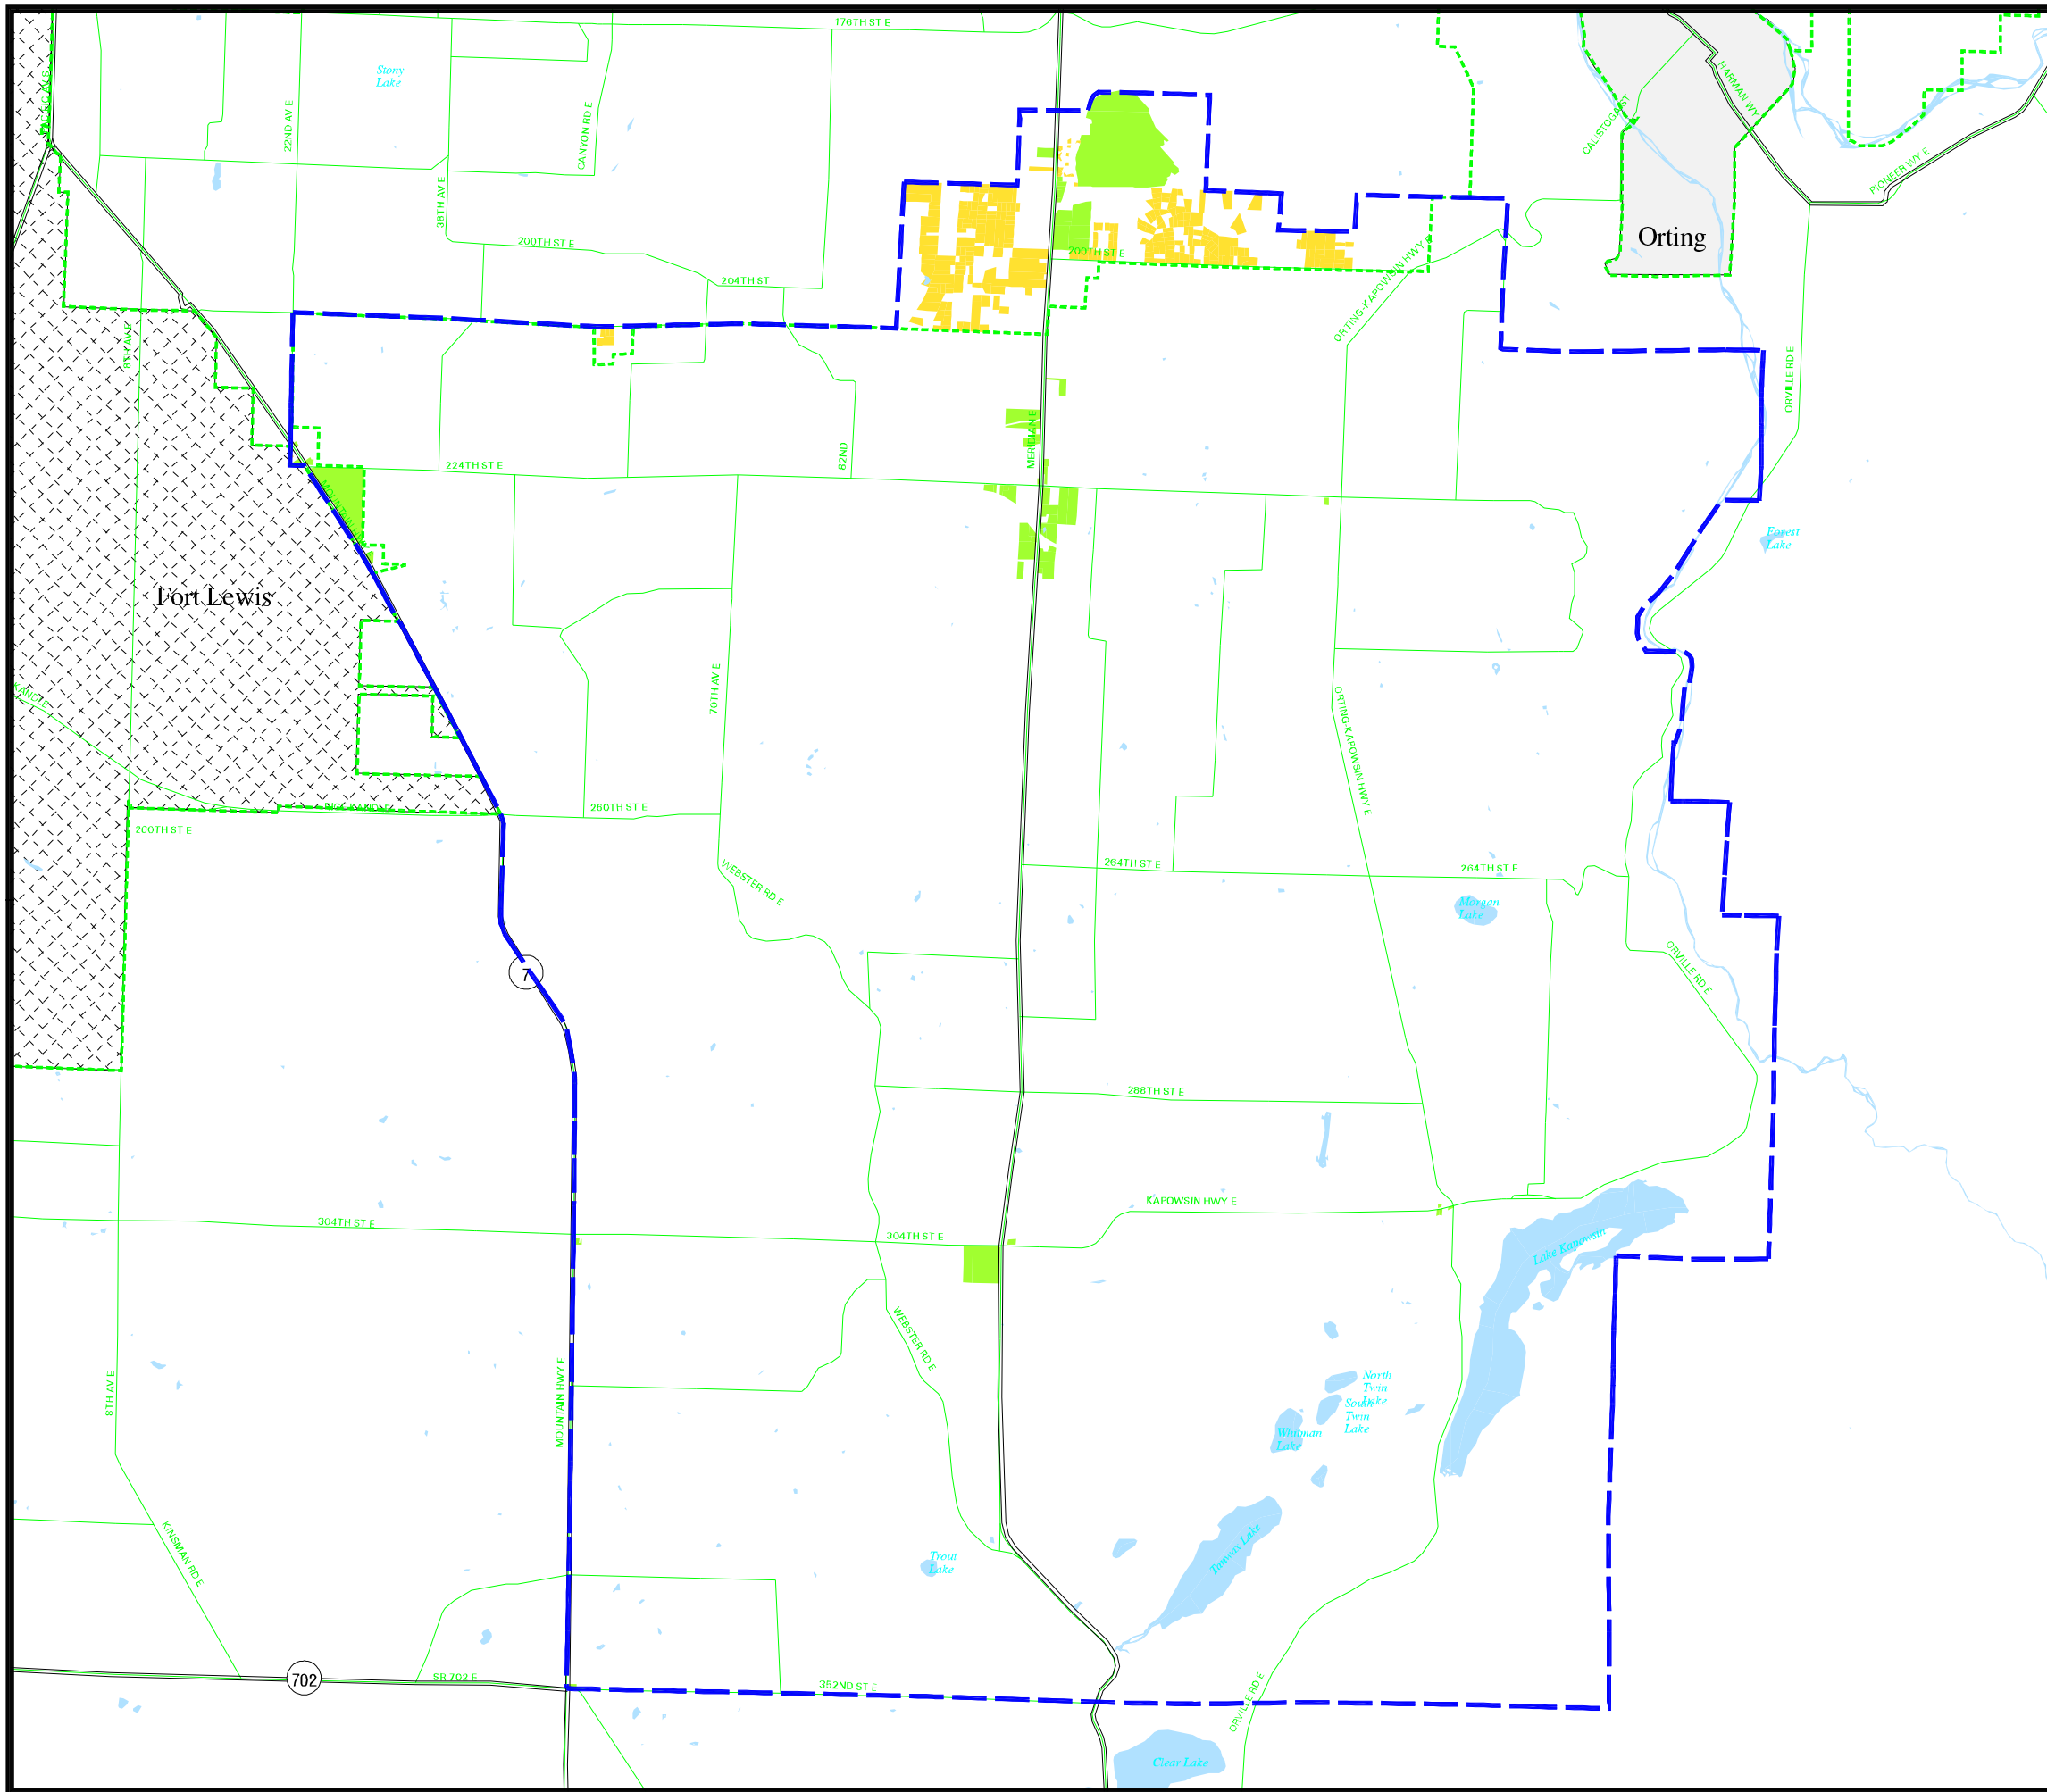 176TH ST E
Stony
Lake
22ND AV E
CANYON RD E
38TH AV E
HARMAN WY
CALISTOGA ST
PIONEER WY E
Orting
200TH ST E
204TH ST
200TH ST E
ORTING-KAPOWSIN HWY E
8TH AV E
ORVILLE RD E
MERIDIAN E
82ND
224TH ST E
Forest
Lake
Fort Lewis
KANDLE
70TH AV E
ORTING-KAPOWSIN HWY E
260TH ST E
260TH ST E
WEBSTER RD E
264TH ST E
264TH ST E
Morgan
Lake
ORVILLE RD E
7
288TH ST E
KAPOWSIN HWY E
304TH ST E
304TH ST E
Lake Kapowsin
WEBSTER RD E
8TH AV E
MOUNTAIN HWY E
North
Twin
Lake
South
Twin
Lake
Whitman
Lake
Tanwax Lake
Trout
Lake
KINSMAN RD E
702
SR 702 E
352ND ST E
ORVILLE RD E
Clear Lake